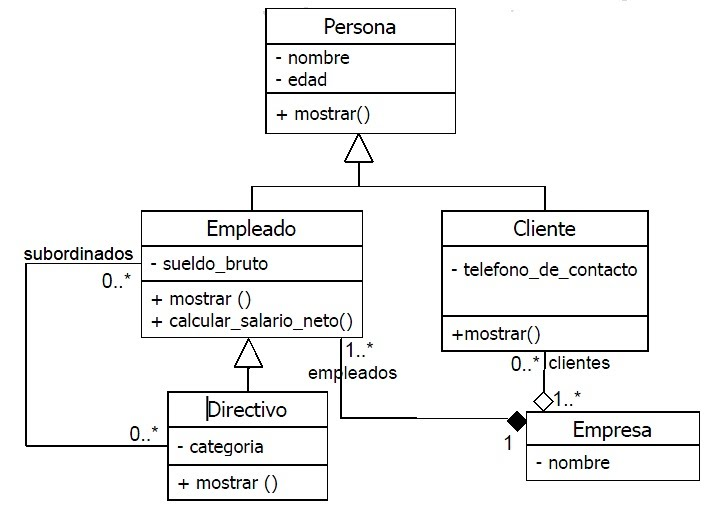 Persona
- nombre
- edad
+ mostrar()
Empleado
- sueldo_bruto
+ mostrar ()
+ calcular_salario_neto()
Cliente
- telefono_de_contacto
+mostrar()
subordinados
0..*
1..*
empleados
0..* clientes
1..*
Directivo
- categoria
+ mostrar ()
0..*
1
Empresa
- nombre